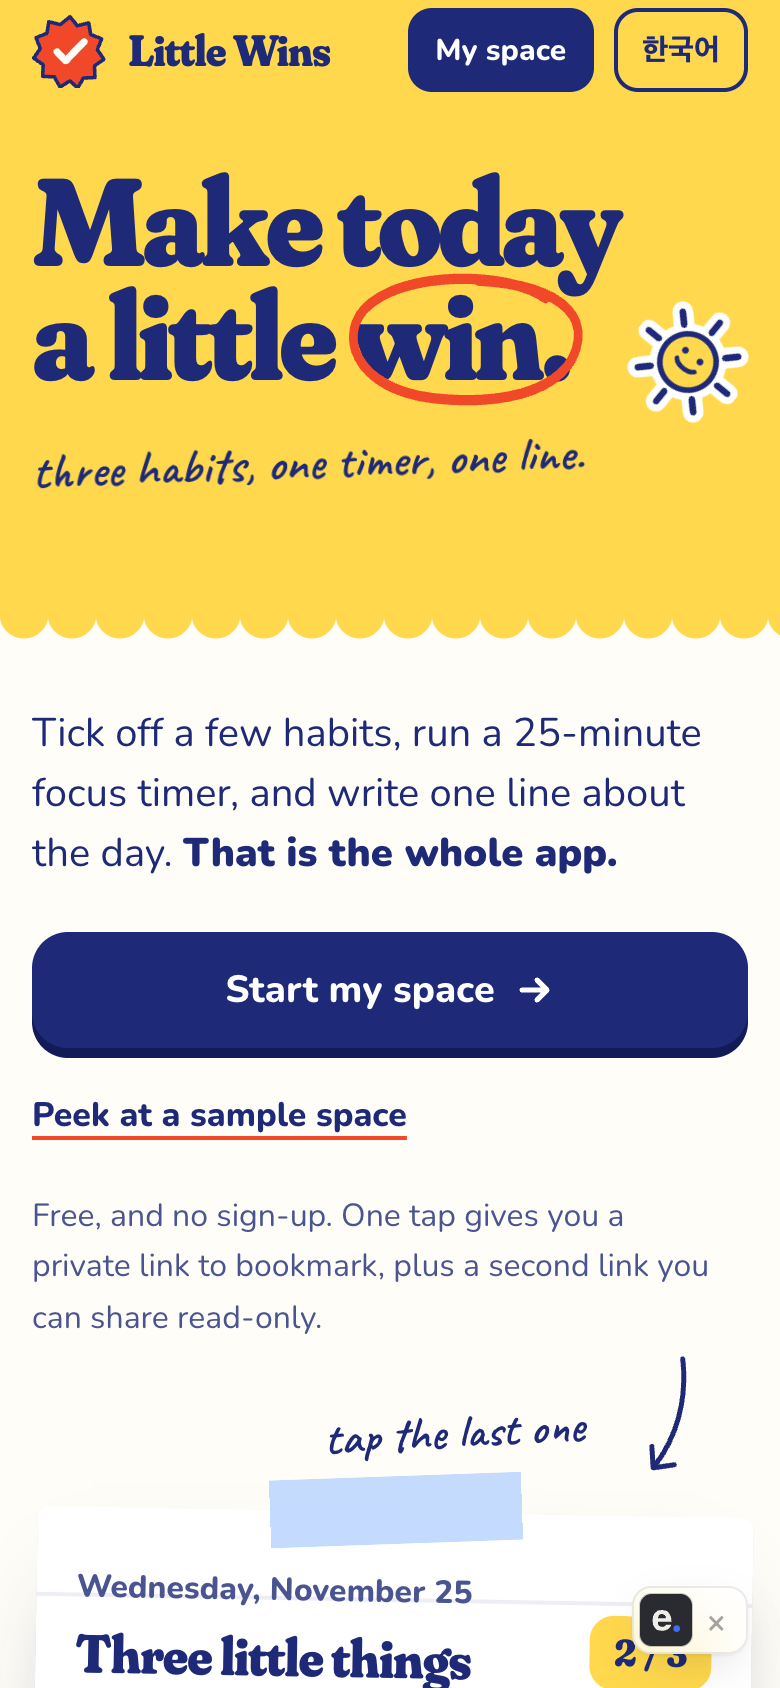 Little Wins
My space
한국어
Make today
a little win.
three habits, one timer, one line.
Tick off a few habits, run a 25-minute
focus timer, and write one line about
the day. That is the whole app.
Start my space →
Peek at a sample space
Free, and no sign-up. One tap gives you a
private link to bookmark, plus a second link you
can share read-only.
tap the last one
Wednesday, November 25
Three little things
2 / 3
e.
×